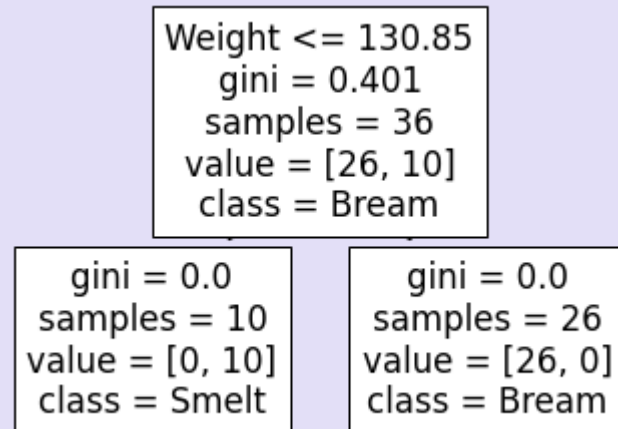 Weight <= 130.85
gini = 0.401
samples = 36
value = [26, 10]
class = Bream
gini = 0.0
samples = 10
value = [0, 10]
class = Smelt
gini = 0.0
samples = 26
value = [26, 0]
class = Bream